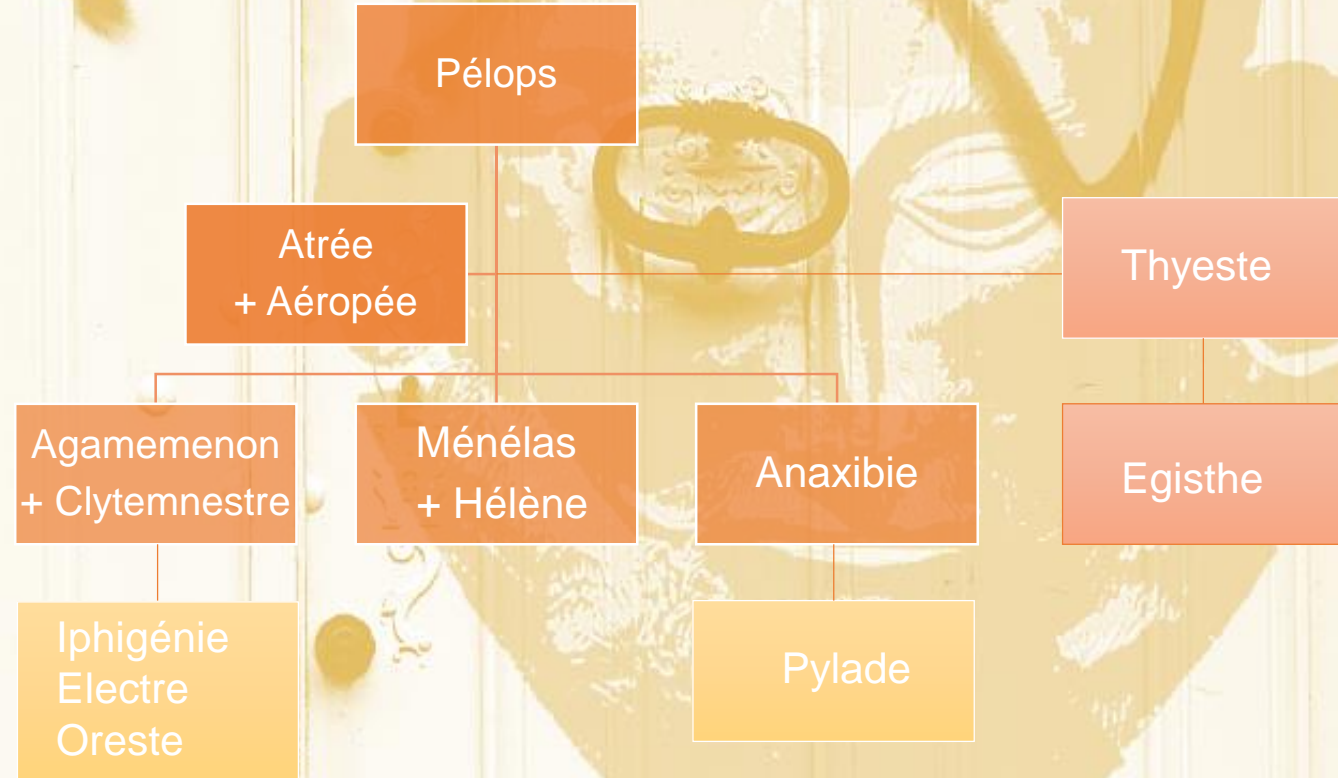 Pélops
Atrée
+ Aéropée
Thyeste
Agamemenon
+ Clytemnestre
Ménélas
+ Hélène
Anaxibie
Egisthe
Iphigénie
Electre
Oreste
Pylade